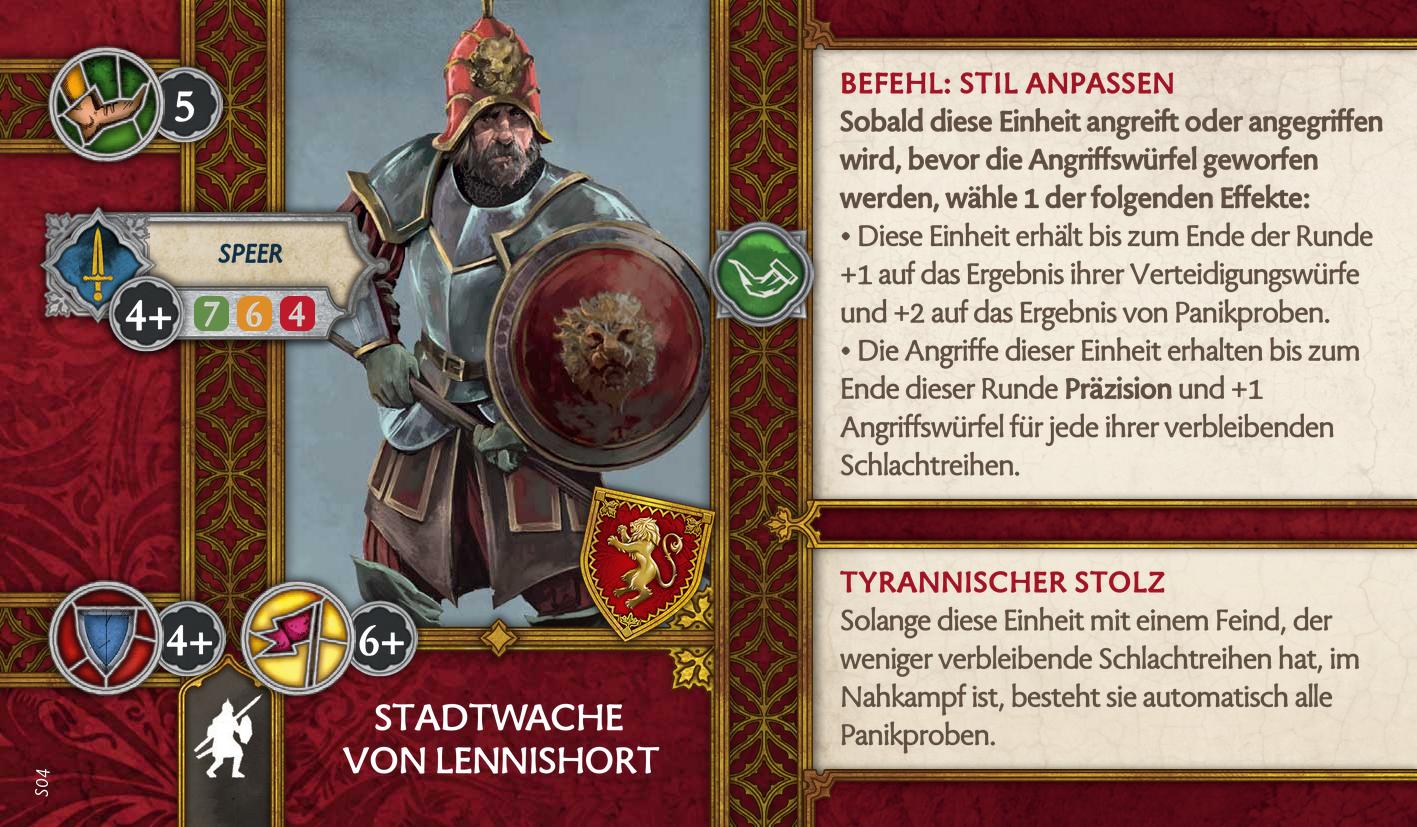 5
SPEER
4+ 7 6 4
4+ 6+
STADTWACHE
VON LENNISHORT
S04
BEFEHL: STIL ANPASSEN
Sobald diese Einheit angreift oder angegriffen
wird, bevor die Angriffswürfel geworfen
werden, wähle 1 der folgenden Effekte:
• Diese Einheit erhält bis zum Ende der Runde
+1 auf das Ergebnis ihrer Verteidigungswürfe
und +2 auf das Ergebnis von Panikproben.
• Die Angriffe dieser Einheit erhalten bis zum
Ende dieser Runde Präzision und +1
Angriffswürfel für jede ihrer verbleibenden
Schlachtreihen.
TYRANNISCHER STOLZ
Solange diese Einheit mit einem Feind, der
weniger verbleibende Schlachtreihen hat, im
Nahkampf ist, besteht sie automatisch alle
Panikproben.